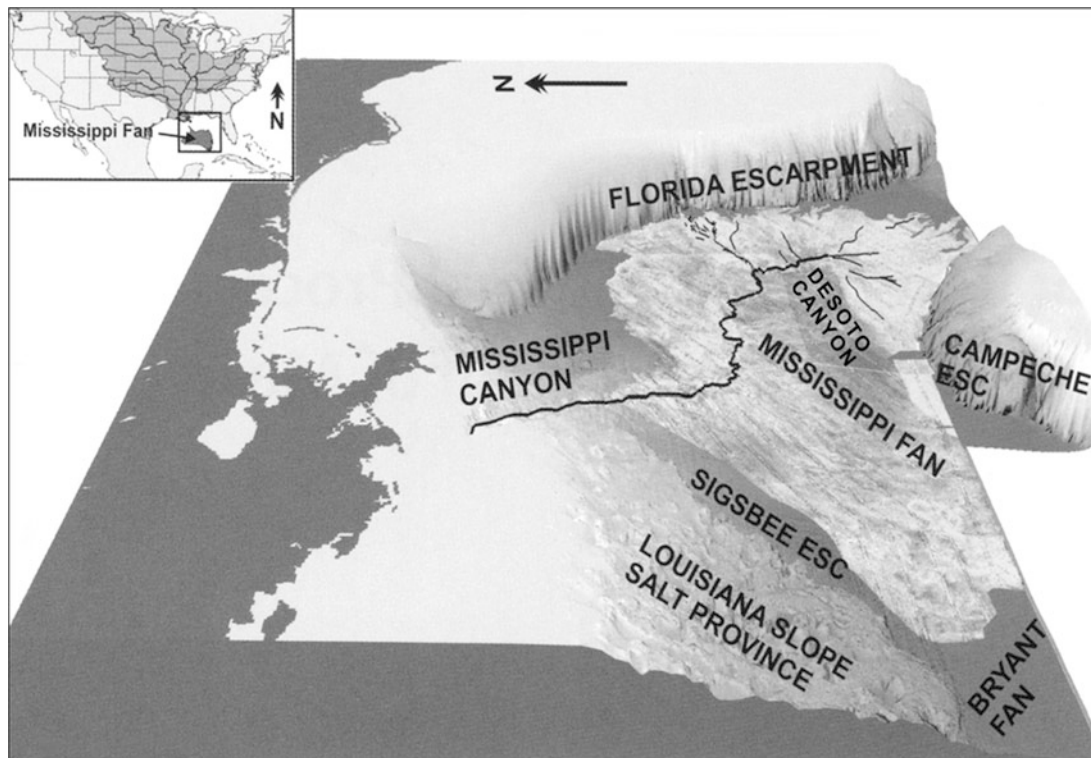 Mississippi Fan
N
N
FLORIDA ESCARPMENT
DESOTO
CANYON
MISSISSIPPI
CANYON
CAMPECHE
ESC
MISSISSIPPI FAN
SIGSBEE ESC
LOUISIANA SLOPE
SALT PROVINCE
BRYANT
FAN